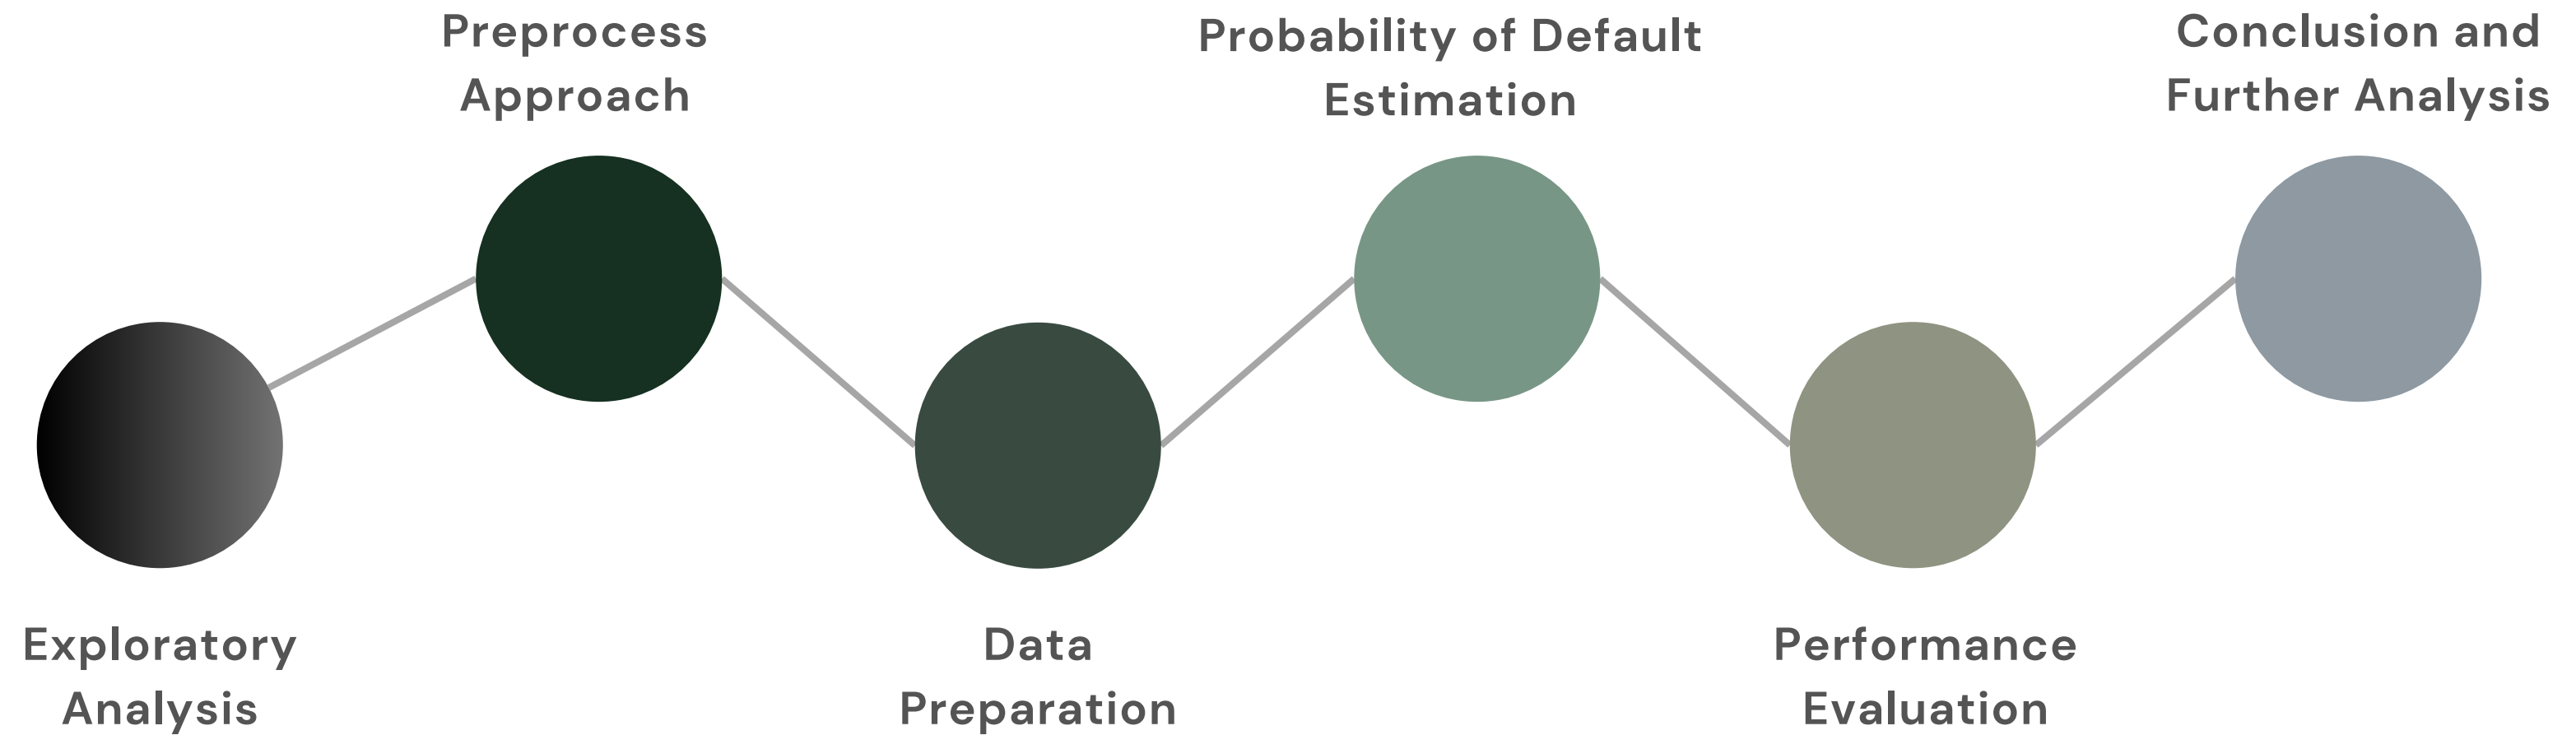 Preprocess
Approach
Probability of Default
Estimation
Conclusion and
Further Analysis
Exploratory
Analysis
Data
Preparation
Performance
Evaluation